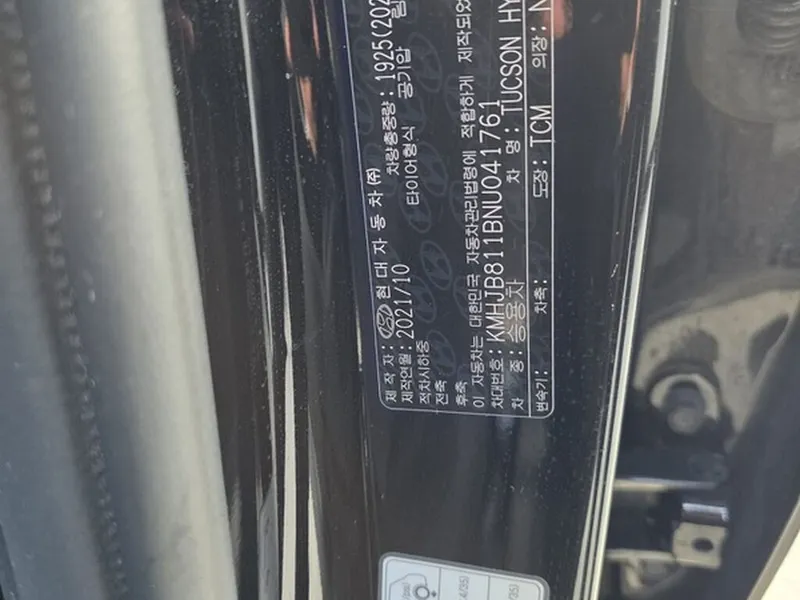 제 작 자: 현 대 자 동 차 ㈜
제작연월: 2021/10 차량총중량: 1925(202
적차시하중 타이어형식 공기압
전축
후축
이 자동차는 대한민국 자동차관리법령에 적합하게 제작되었
차대번호: KMHJB811BNU041761
차 종: 승용차 차 명: TUCSON HY
변속기: 차축: 도장: TCM 의장: N